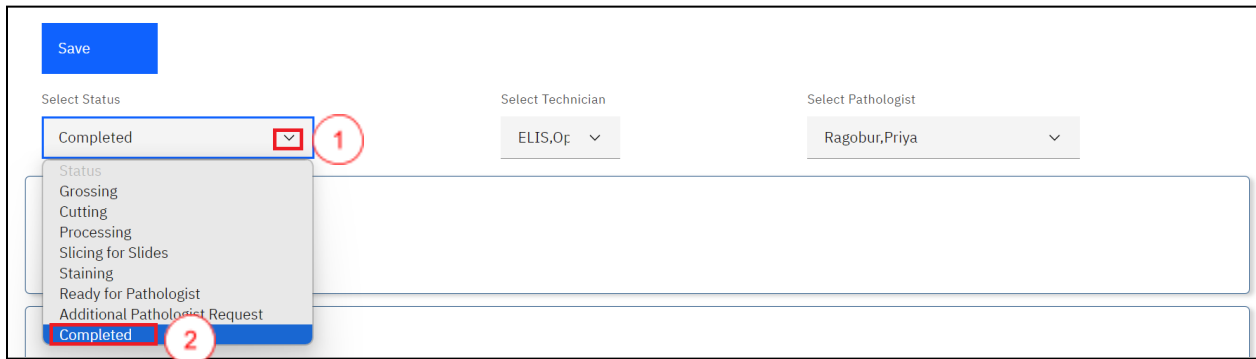 Save
Select Status Select Technician Select Pathologist
Completed 1 ELIS,Op Ragobur,Priya
Status
Grossing
Cutting
Processing
Slicing for Slides
Staining
Ready for Pathologist
Additional Pathologist Request
Completed 2